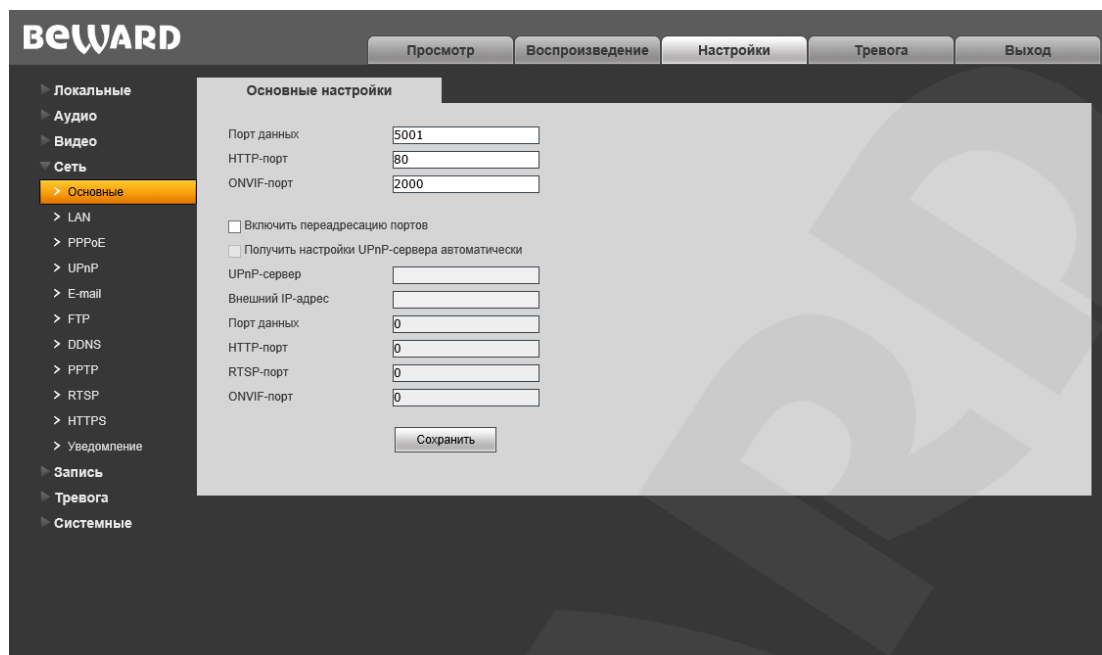 BEWARD
Просмотр Воспроизведение Настройки Тревога Выход
Локальные
Аудио
Видео
Сеть
> Основные
> LAN
> PPPoE
> UPnP
> E-mail
> FTP
> DDNS
> PPTP
> RTSP
> HTTPS
> Уведомление
Запись
Тревога
Системные
Основные настройки
Порт данных 5001
HTTP-порт 80
ONVIF-порт 2000
Включить переадресацию портов
Получить настройки UPnP-сервера автоматически
UPnP-сервер
Внешний IP-адрес
Порт данных 0
HTTP-порт 0
RTSP-порт 0
ONVIF-порт 0
Сохранить